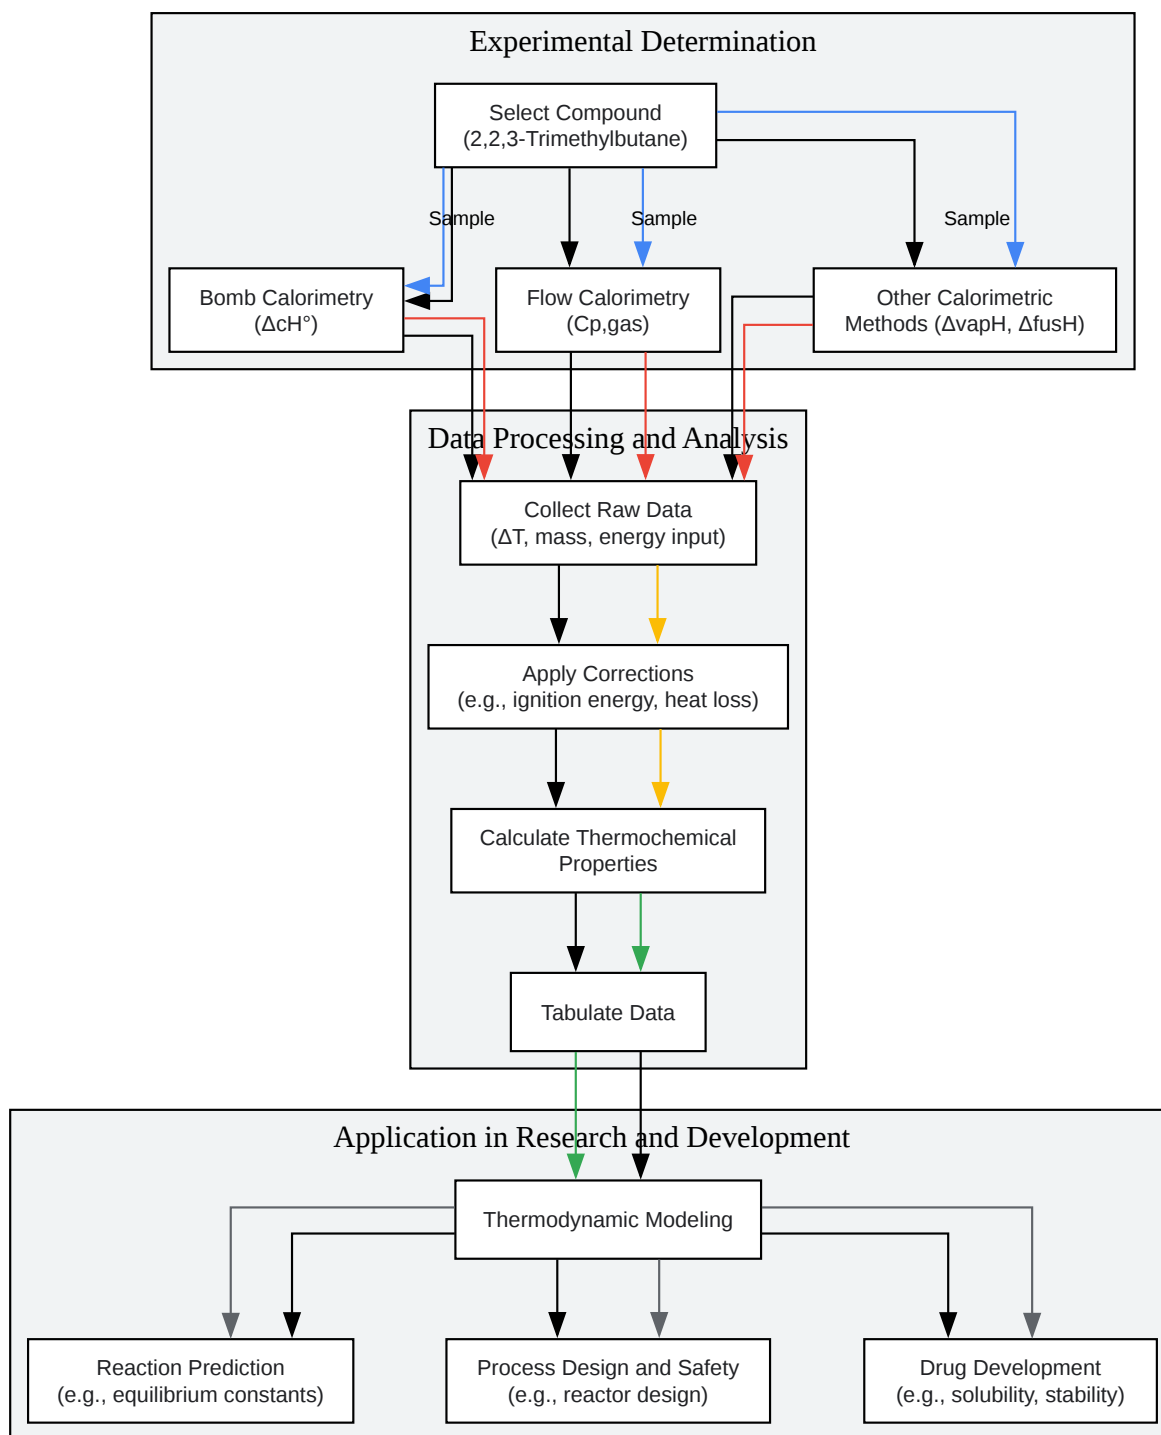 Experimental Determination
Select Compound
(2,2,3-Trimethylbutane)
Sample
Sample
Sample
Bomb Calorimetry
(ΔcH°)
Flow Calorimetry
(Cp,gas)
Other Calorimetric
Methods (ΔvapH, ΔfusH)
Data Processing and Analysis
Collect Raw Data
(ΔT, mass, energy input)
Apply Corrections
(e.g., ignition energy, heat loss)
Calculate Thermochemical
Properties
Tabulate Data
Application in Research and Development
Thermodynamic Modeling
Reaction Prediction
(e.g., equilibrium constants)
Process Design and Safety
(e.g., reactor design)
Drug Development
(e.g., solubility, stability)